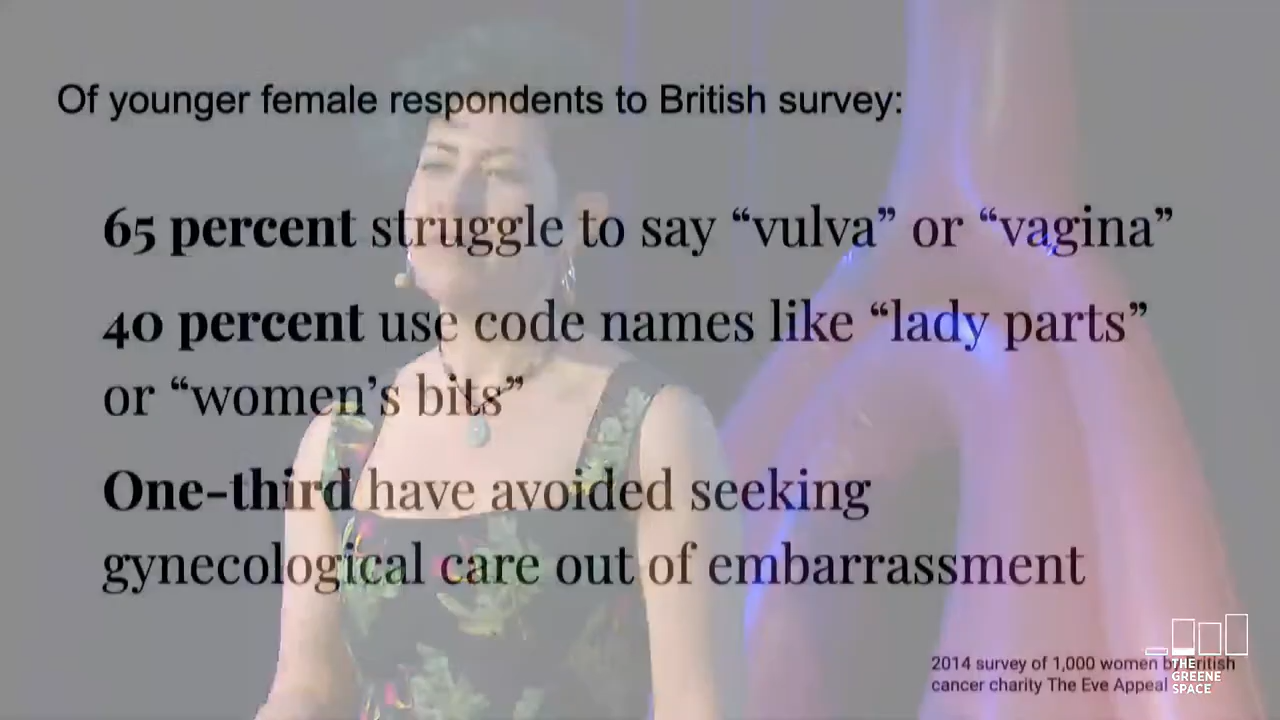 Of younger female respondents to British survey:
65 percent struggle to say “vulva” or “vagina”
40 percent use code names like “lady parts”
or “women’s bits”
One-third have avoided seeking
gynecological care out of embarrassment
2014 survey of 1,000 women by British
cancer charity The Eve Appeal
THE
GREENE
SPACE